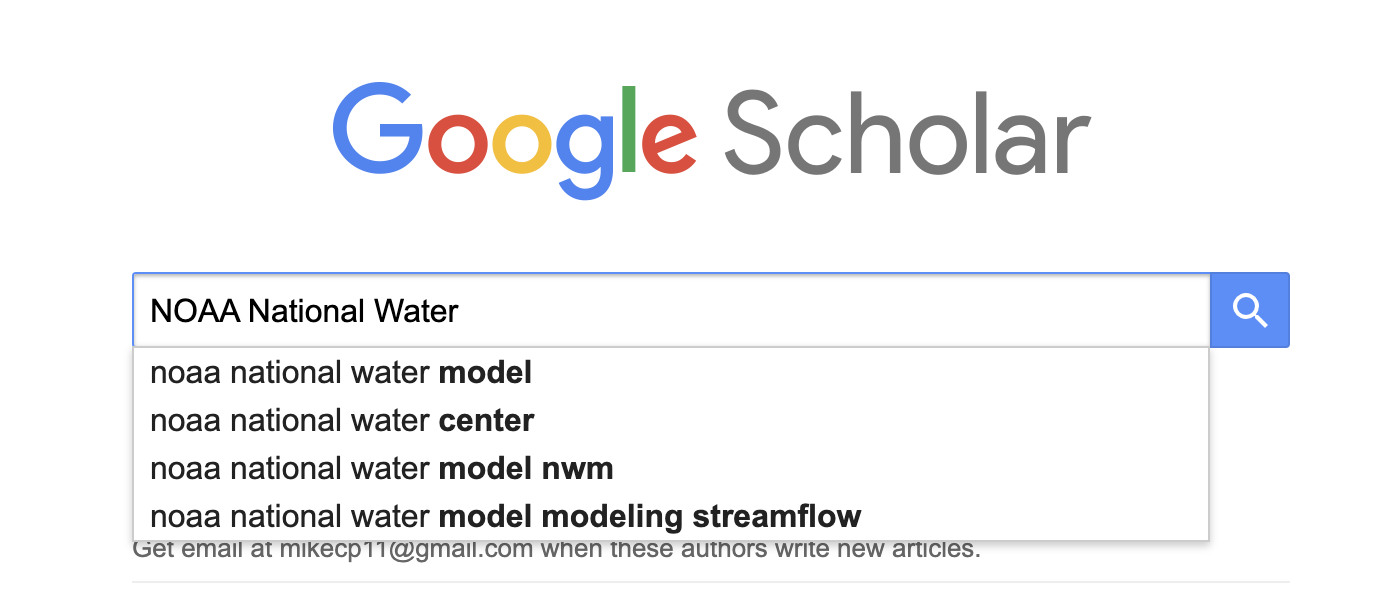 Google Scholar
NOAA National Water
noaa national water model
noaa national water center
noaa national water model nwm
noaa national water model modeling streamflow
Get email at mikecp11@gmail.com when these authors write new articles.